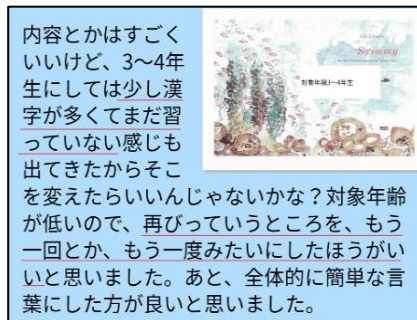 内容とかはすごく
いいけど、3～4年
生にしては少し漢
字が多くてまだ習
っていない感じも
出てきたからそこ
を変えたらいいんじゃないかな？対象年齢
が低いので、再びっていうところを、もう
一回とか、もう一度みたいにしたほうがい
いと思いました。あと、全体的に簡単な言
葉にした方が良いと思いました。
Swimmy
対象年齢3～4年生